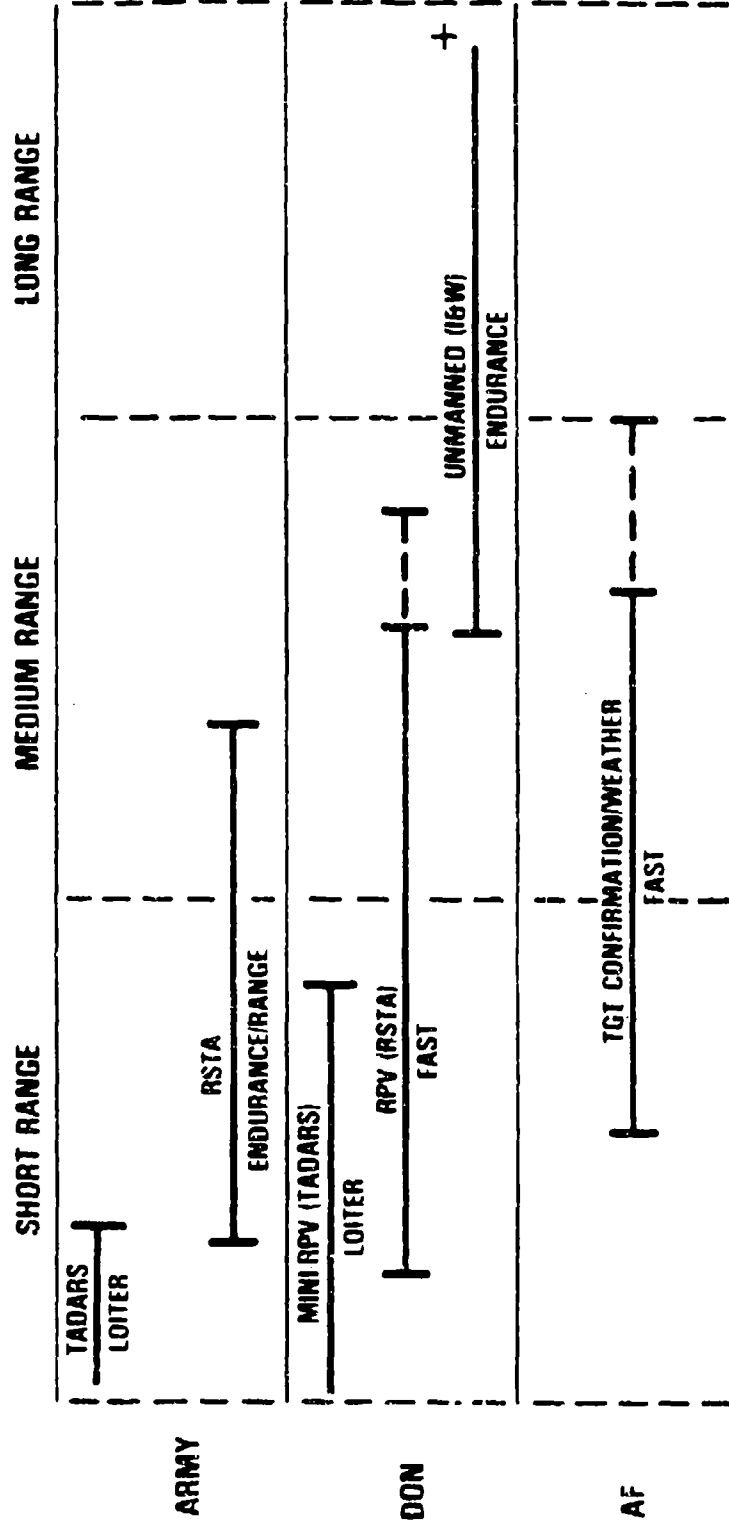 SHORT RANGE
MEDIUM RANGE
LONG RANGE
ARMY
TADARS
LOITER
RSTA
ENDURANCE/RANGE
DON
MINI RPV (TADARS)
LOITER
RPV (RSTA)
FAST
UNMANNED (I&W)
ENDURANCE
+
AF
TGT CONFIRMATION/WEATHER
FAST